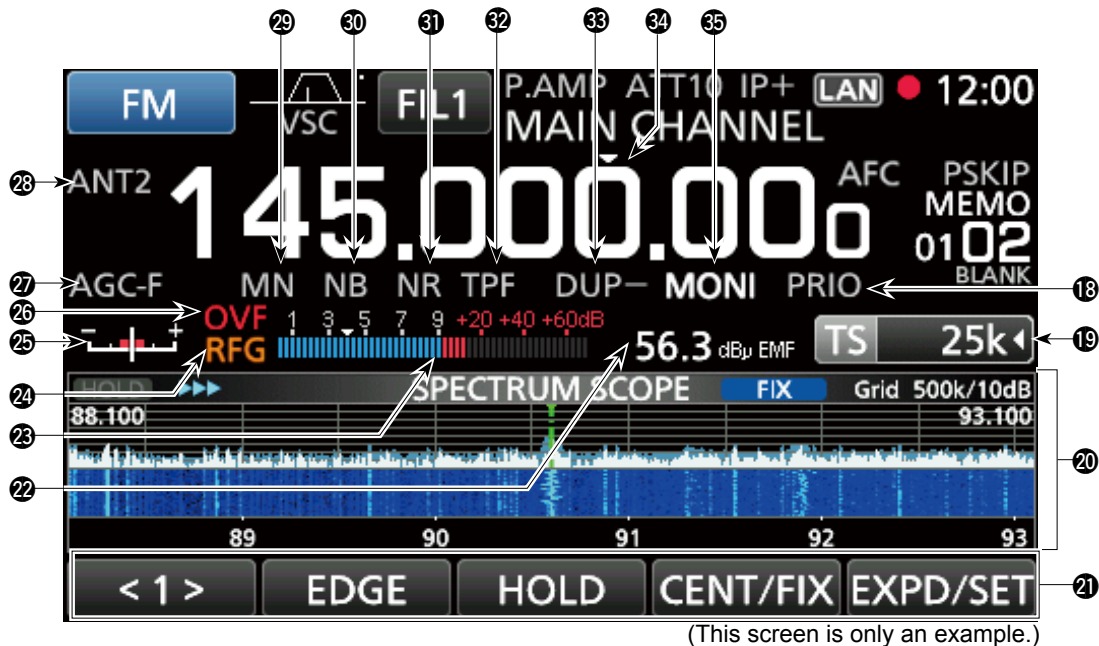 29 30 31 32 33 34 35
FM VSC FIL1 P.AMP ATT10 IP+ LAN 12:00
MAIN CHANNEL
28 ANT2 145.000.000 AFC PSKIP
MEMO
01 02
BLANK
27 AGC-F MN NB NR TPF DUP– MONI PRIO 18
26 OVF 1 3 5 7 9 +20 +40 +60dB
25 – + RFG 56.3 dBμ EMF TS 25k 19
24 HOLD SPECTRUM SCOPE FIX Grid 500k/10dB
88.100 93.100
23
20
22
89 90 91 92 93
< 1 > EDGE HOLD CENT/FIX EXPD/SET 21
(This screen is only an example.)